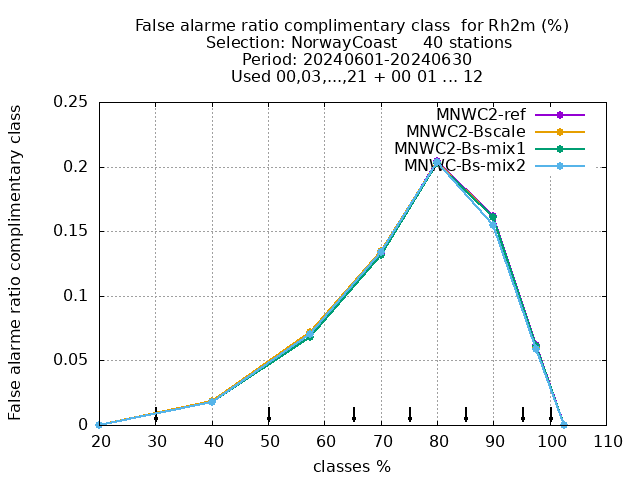 False alarme ratio complimentary class  for Rh2m (%)
Selection: NorwayCoast     40 stations
Period: 20240601-20240630
Used 00,03,...,21 + 00 01 ... 12
False alarme ratio complimentary class
0.25
0.2
0.15
0.1
0.05
0
MNWC2-ref
MNWC2-Bscale
MNWC2-Bs-mix1
MNWC-Bs-mix2
20 30 40 50 60 70 80 90 100 110
classes %